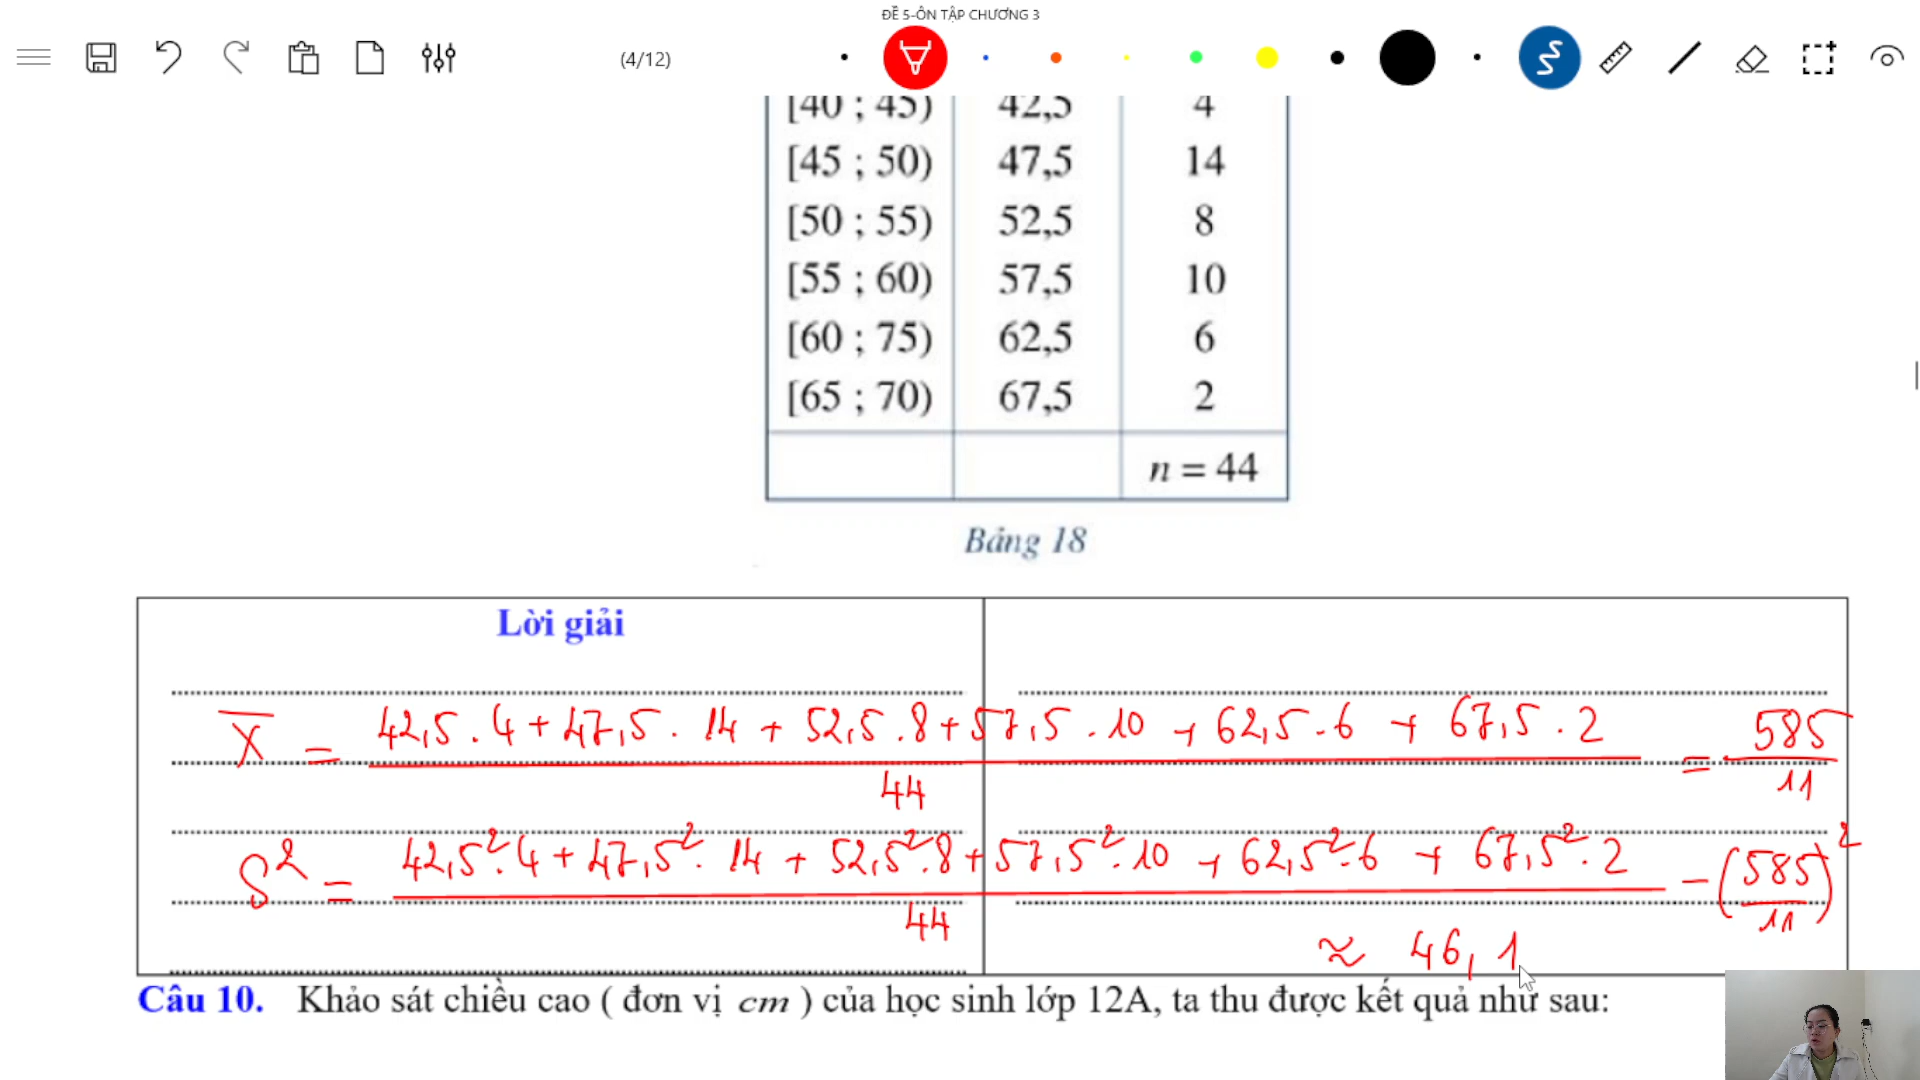 ĐỀ 5-ÔN TẬP CHƯƠNG 3
(4/12)
[40 ; 45) 42,5 4
[45 ; 50) 47,5 14
[50 ; 55) 52,5 8
[55 ; 60) 57,5 10
[60 ; 75) 62,5 6
[65 ; 70) 67,5 2
n = 44
Bảng 18
Lời giải
X̅ = (42,5.4 + 47,5.14 + 52,5.8 + 57,5.10 + 62,5.6 + 67,5.2)/44 = 585/11
S² = (42,5².4 + 47,5².14 + 52,5².8 + 57,5².10 + 62,5².6 + 67,5².2)/44 − (585/11)²
≈ 46,1
Câu 10. Khảo sát chiều cao ( đơn vị cm ) của học sinh lớp 12A, ta thu được kết quả như sau: